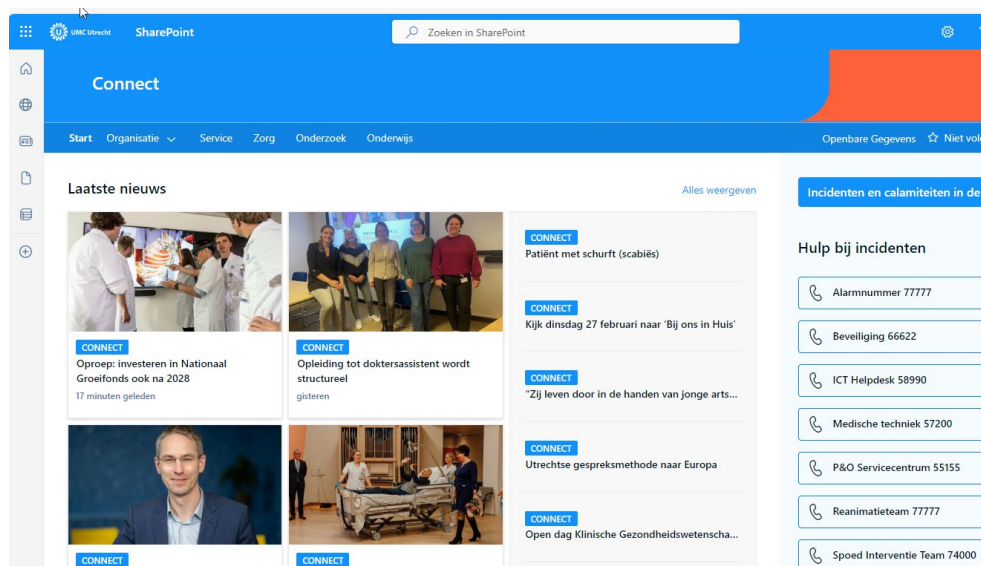 UMC Utrecht
SharePoint
Zoeken in SharePoint
Connect
Start Organisatie Service Zorg Onderzoek Onderwijs
Openbare Gegevens Niet vol
Laatste nieuws
Alles weergeven
CONNECT
Oproep: investeren in Nationaal
Groeifonds ook na 2028
17 minuten geleden
CONNECT
Opleiding tot doktersassistent wordt
structureel
gisteren
CONNECT
CONNECT
CONNECT
Patiënt met schurft (scabiës)
CONNECT
Kijk dinsdag 27 februari naar 'Bij ons in Huis'
CONNECT
"Zij leven door in de handen van jonge arts...
CONNECT
Utrechtse gespreksmethode naar Europa
CONNECT
Open dag Klinische Gezondheidswetenscha...
Incidenten en calamiteiten in de
Hulp bij incidenten
Alarmnummer 77777
Beveiliging 66622
ICT Helpdesk 58990
Medische techniek 57200
P&O Servicecentrum 55155
Reanimatieteam 77777
Spoed Interventie Team 74000